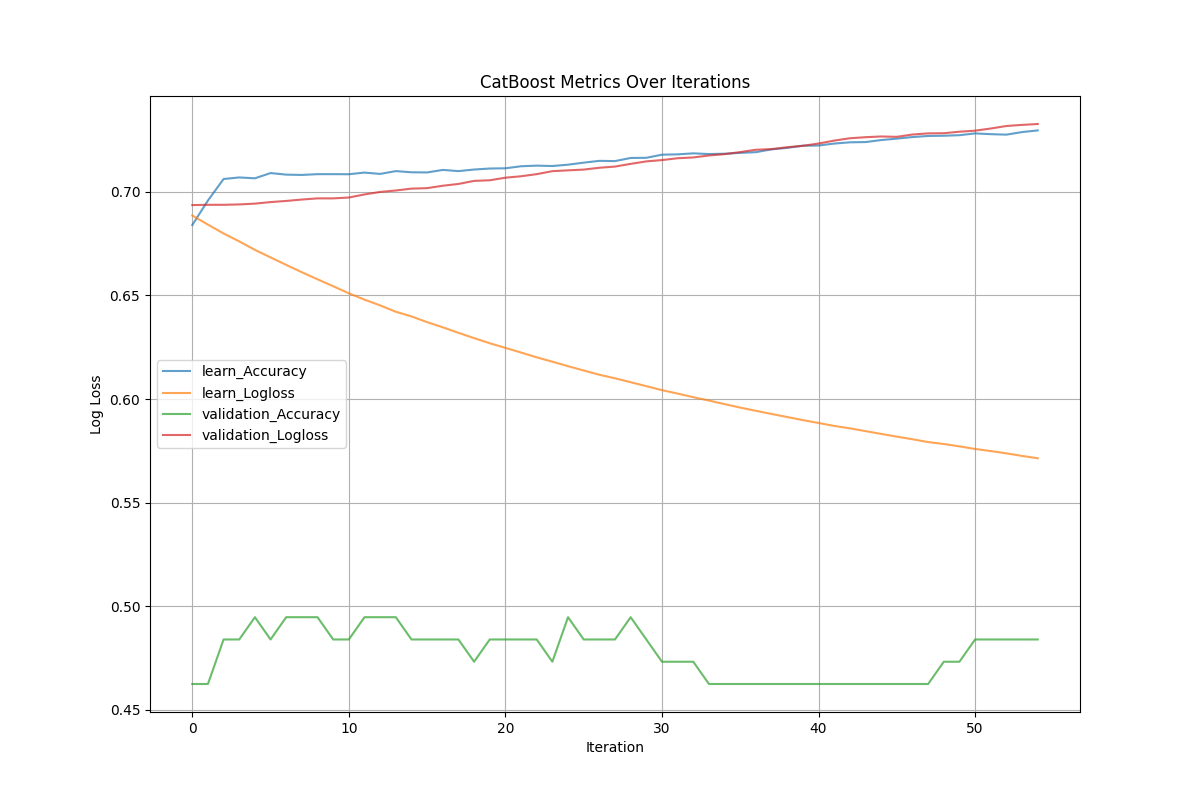 CatBoost Metrics Over Iterations
Log Loss
0.70
0.65
0.60
0.55
0.50
0.45
learn_Accuracy
learn_Logloss
validation_Accuracy
validation_Logloss
0 10 20 30 40 50
Iteration